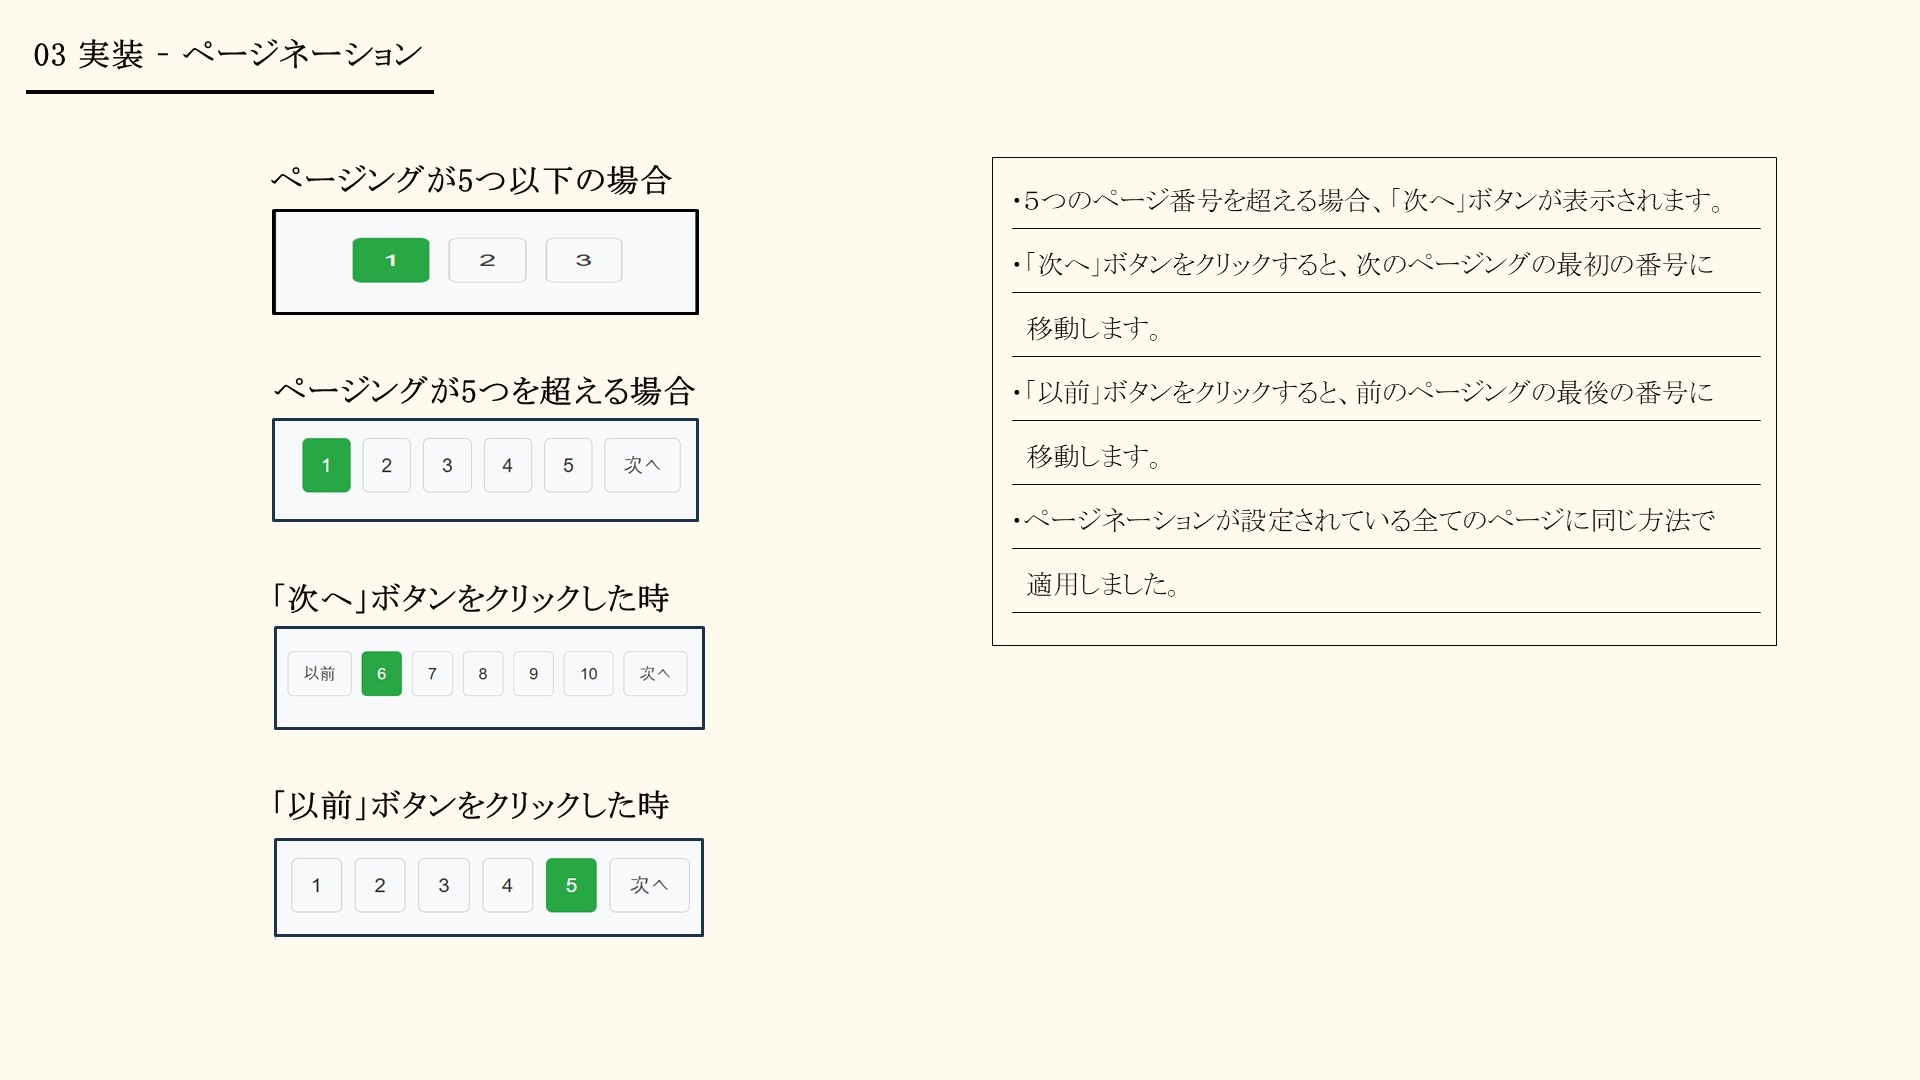 03 実装 - ページネーション
ページングが5つ以下の場合
1 2 3
ページングが5つを超える場合
1 2 3 4 5 次へ
「次へ」ボタンをクリックした時
以前 6 7 8 9 10 次へ
「以前」ボタンをクリックした時
1 2 3 4 5 次へ
・5つのページ番号を超える場合、「次へ」ボタンが表示されます。
・「次へ」ボタンをクリックすると、次のページングの最初の番号に
移動します。
・「以前」ボタンをクリックすると、前のページングの最後の番号に
移動します。
・ページネーションが設定されている全てのページに同じ方法で
適用しました。